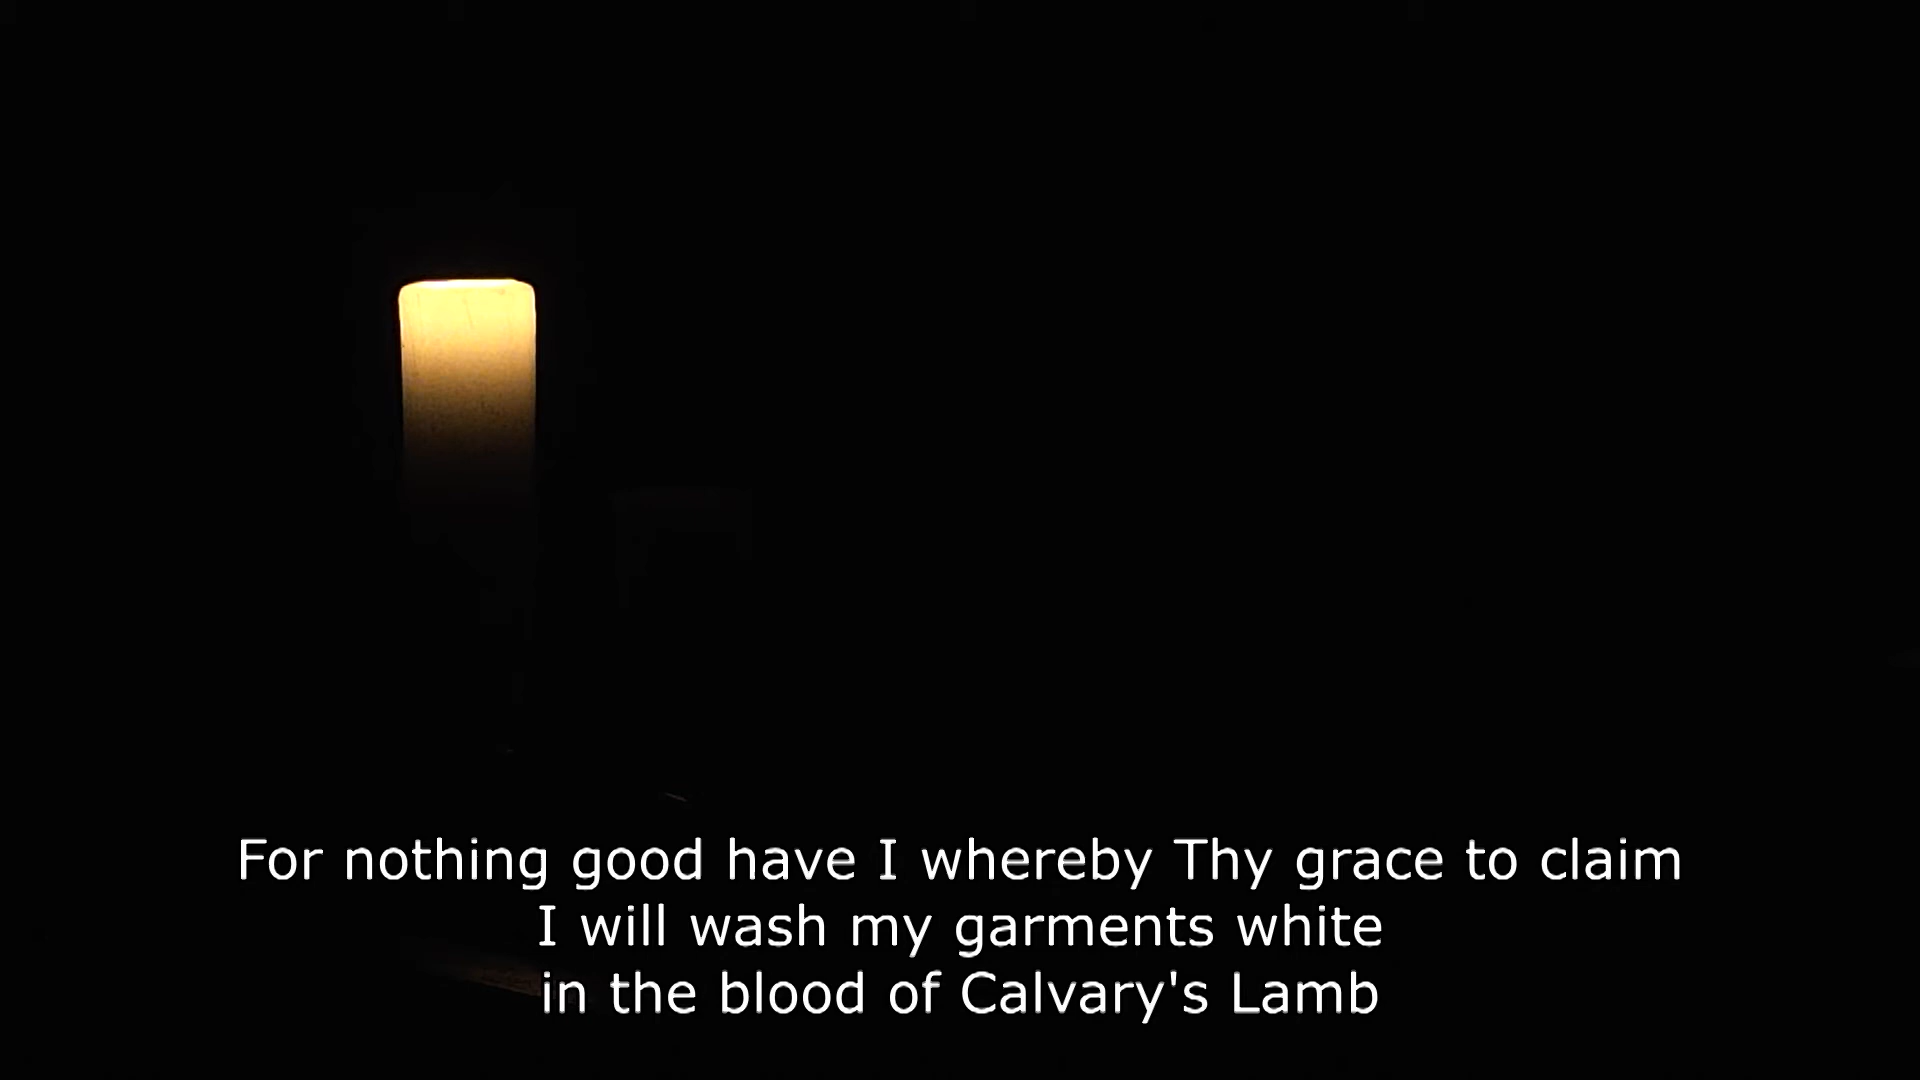 For nothing good have I whereby Thy grace to claim
I will wash my garments white
in the blood of Calvary's Lamb